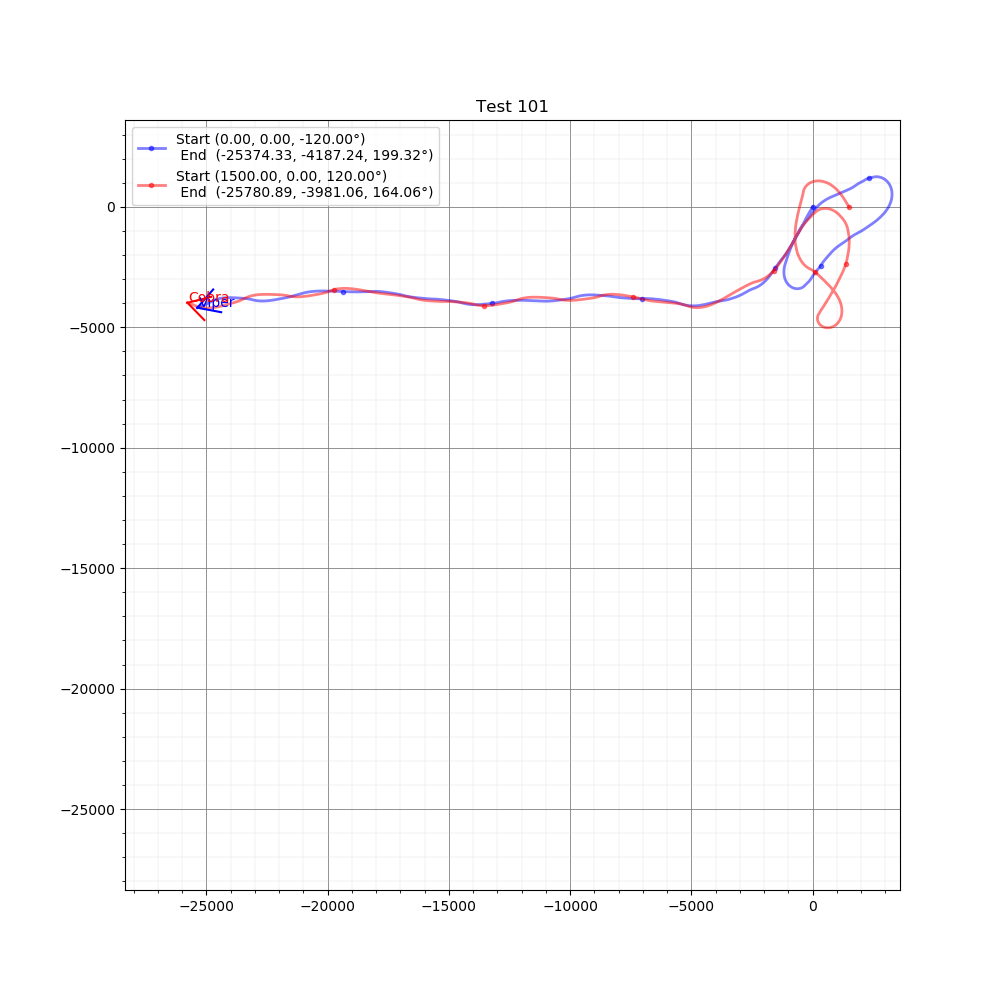 Test 101
Start (0.00, 0.00, -120.00°)
End (-25374.33, -4187.24, 199.32°)
Start (1500.00, 0.00, 120.00°)
End (-25780.89, -3981.06, 164.06°)
0
−5000
−10000
−15000
−20000
−25000
Cobra
Viper
−25000 −20000 −15000 −10000 −5000 0